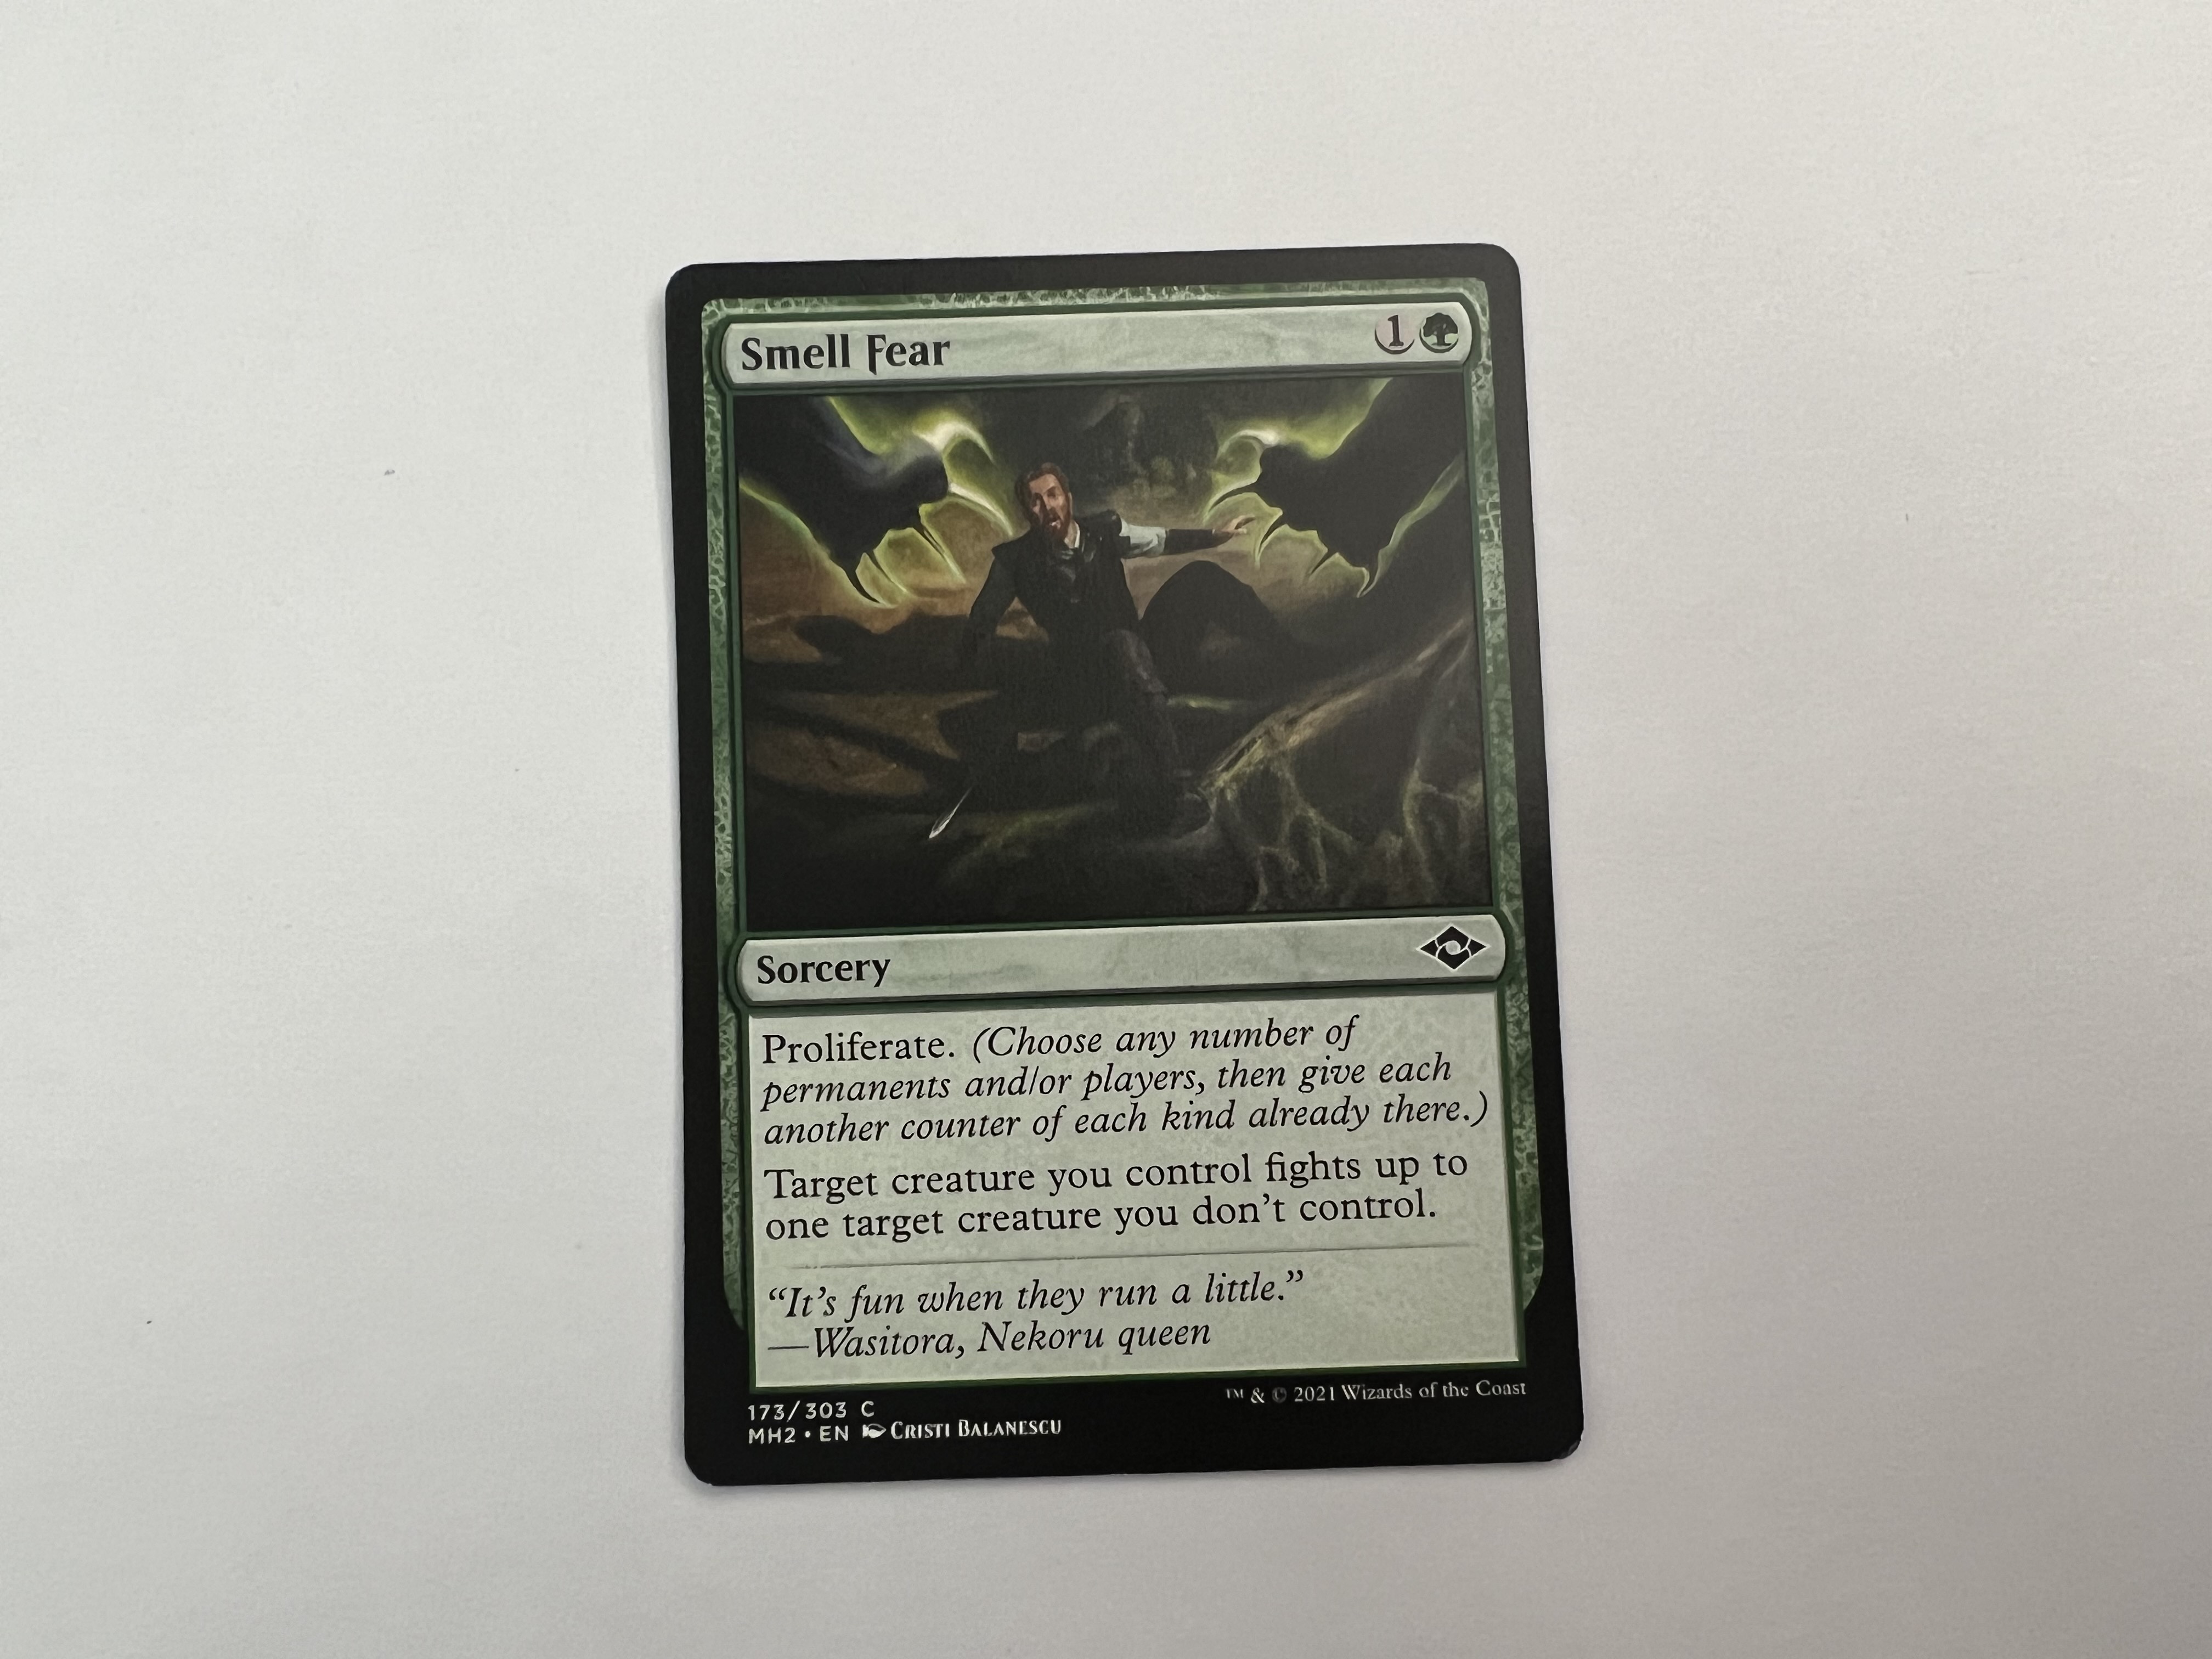 Smell Fear 1
Sorcery
Proliferate. (Choose any number of
permanents and/or players, then give each
another counter of each kind already there.)
Target creature you control fights up to
one target creature you don't control.
“It's fun when they run a little.”
—Wasitora, Nekoru queen
173/303 C
MH2 • EN CRISTI BALANESCU
™ & © 2021 Wizards of the Coast